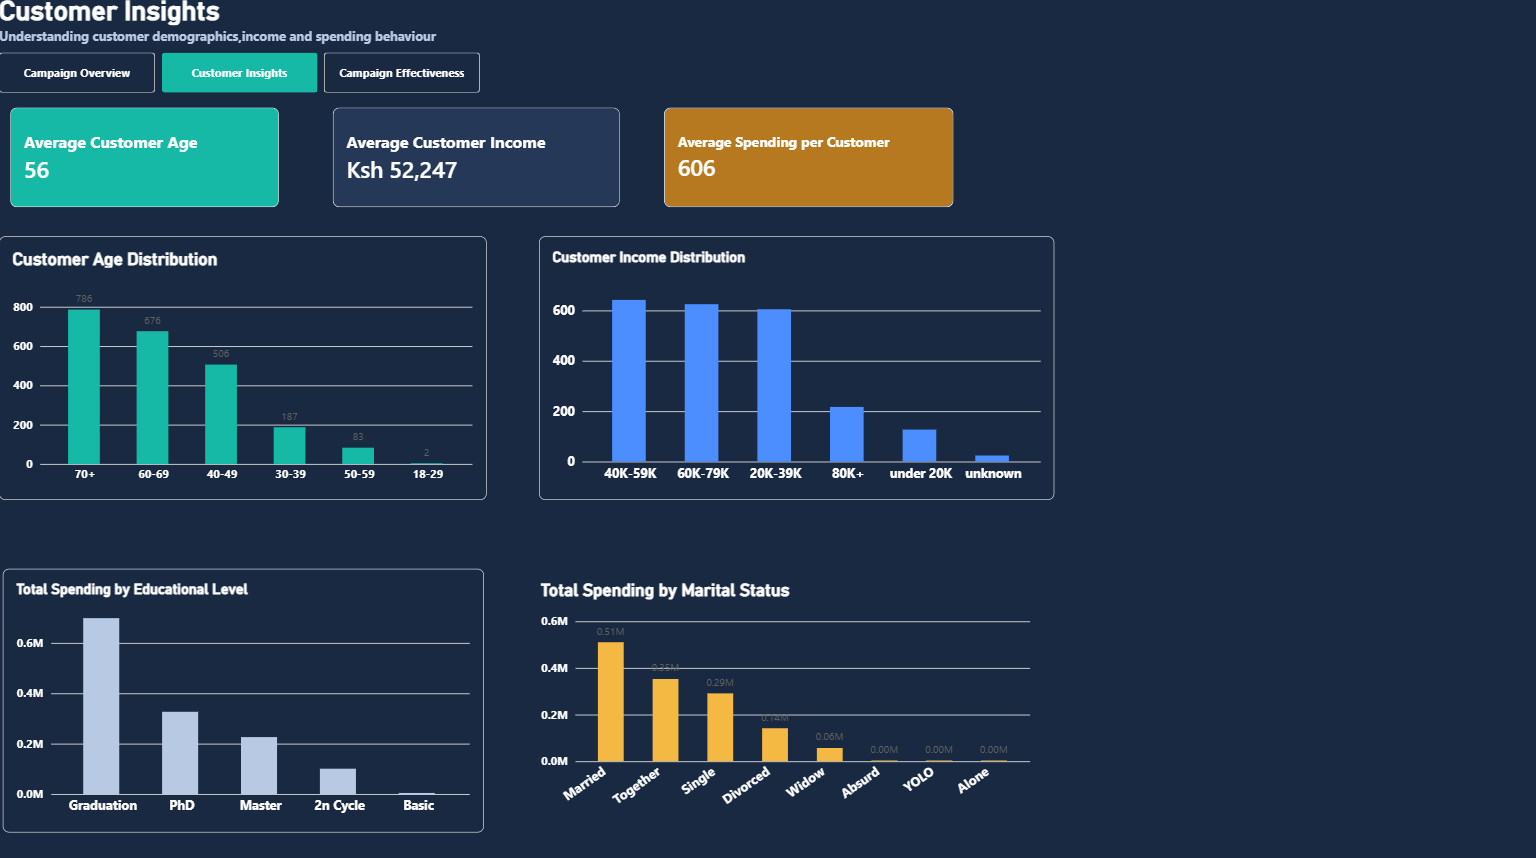 Customer Insights
Understanding customer demographics,income and spending behaviour
Campaign Overview
Customer Insights
Campaign Effectiveness
Average Customer Age
56
Average Customer Income
Ksh 52,247
Average Spending per Customer
606
Customer Age Distribution
800
600
400
200
0
786
676
506
187
83
2
70+
60-69
40-49
30-39
50-59
18-29
Customer Income Distribution
600
400
200
0
40K-59K
60K-79K
20K-39K
80K+
under 20K
unknown
Total Spending by Educational Level
0.6M
0.4M
0.2M
0.0M
Graduation
PhD
Master
2n Cycle
Basic
Total Spending by Marital Status
0.6M
0.4M
0.2M
0.0M
0.51M
0.35M
0.29M
0.14M
0.06M
0.00M
0.00M
0.00M
Married
Together
Single
Divorced
Widow
Absurd
YOLO
Alone